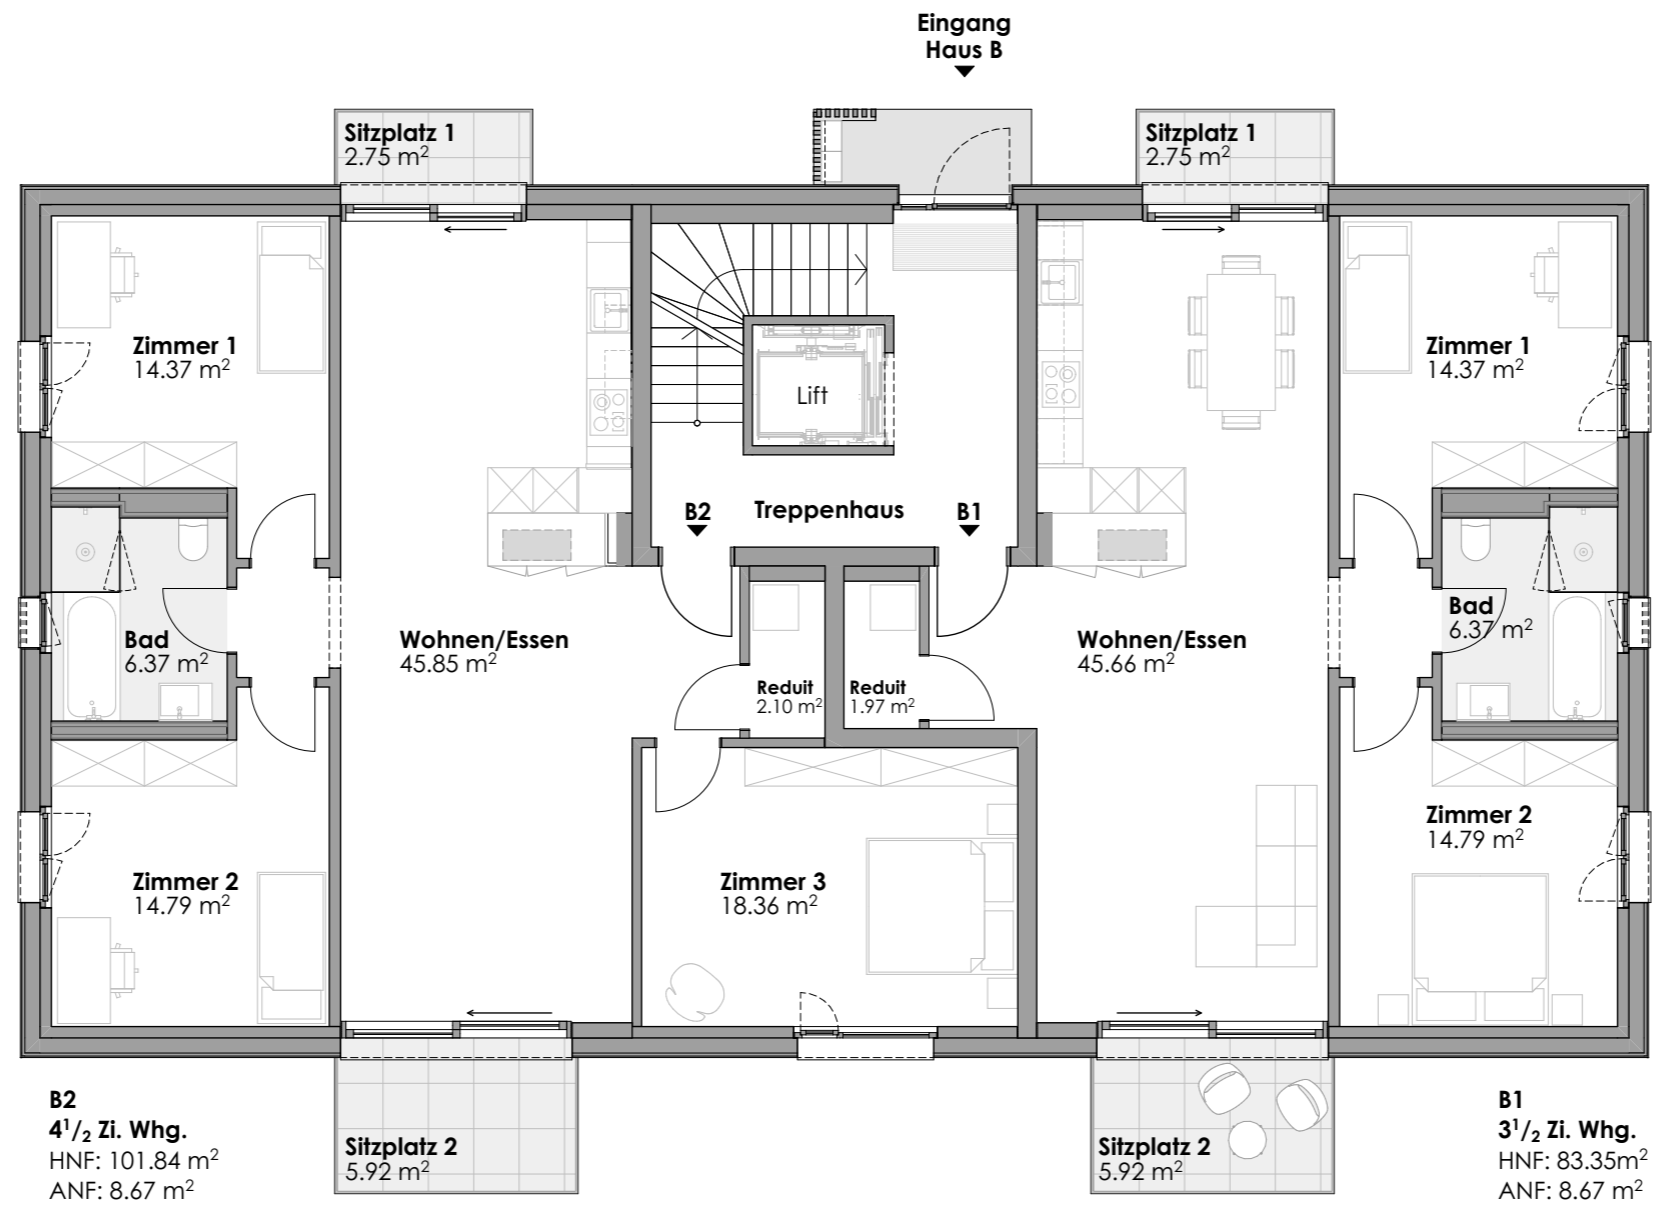 Eingang
Haus B
Sitzplatz 1
2.75 m²
Sitzplatz 1
2.75 m²
Zimmer 1
14.37 m²
Lift
Zimmer 1
14.37 m²
B2
Treppenhaus
B1
Bad
6.37 m²
Wohnen/Essen
45.85 m²
Reduit
2.10 m²
Reduit
1.97 m²
Wohnen/Essen
45.66 m²
Bad
6.37 m²
Zimmer 2
14.79 m²
Zimmer 3
18.36 m²
Zimmer 2
14.79 m²
B2
4¹/₂ Zi. Whg.
HNF: 101.84 m²
ANF: 8.67 m²
Sitzplatz 2
5.92 m²
Sitzplatz 2
5.92 m²
B1
3¹/₂ Zi. Whg.
HNF: 83.35m²
ANF: 8.67 m²